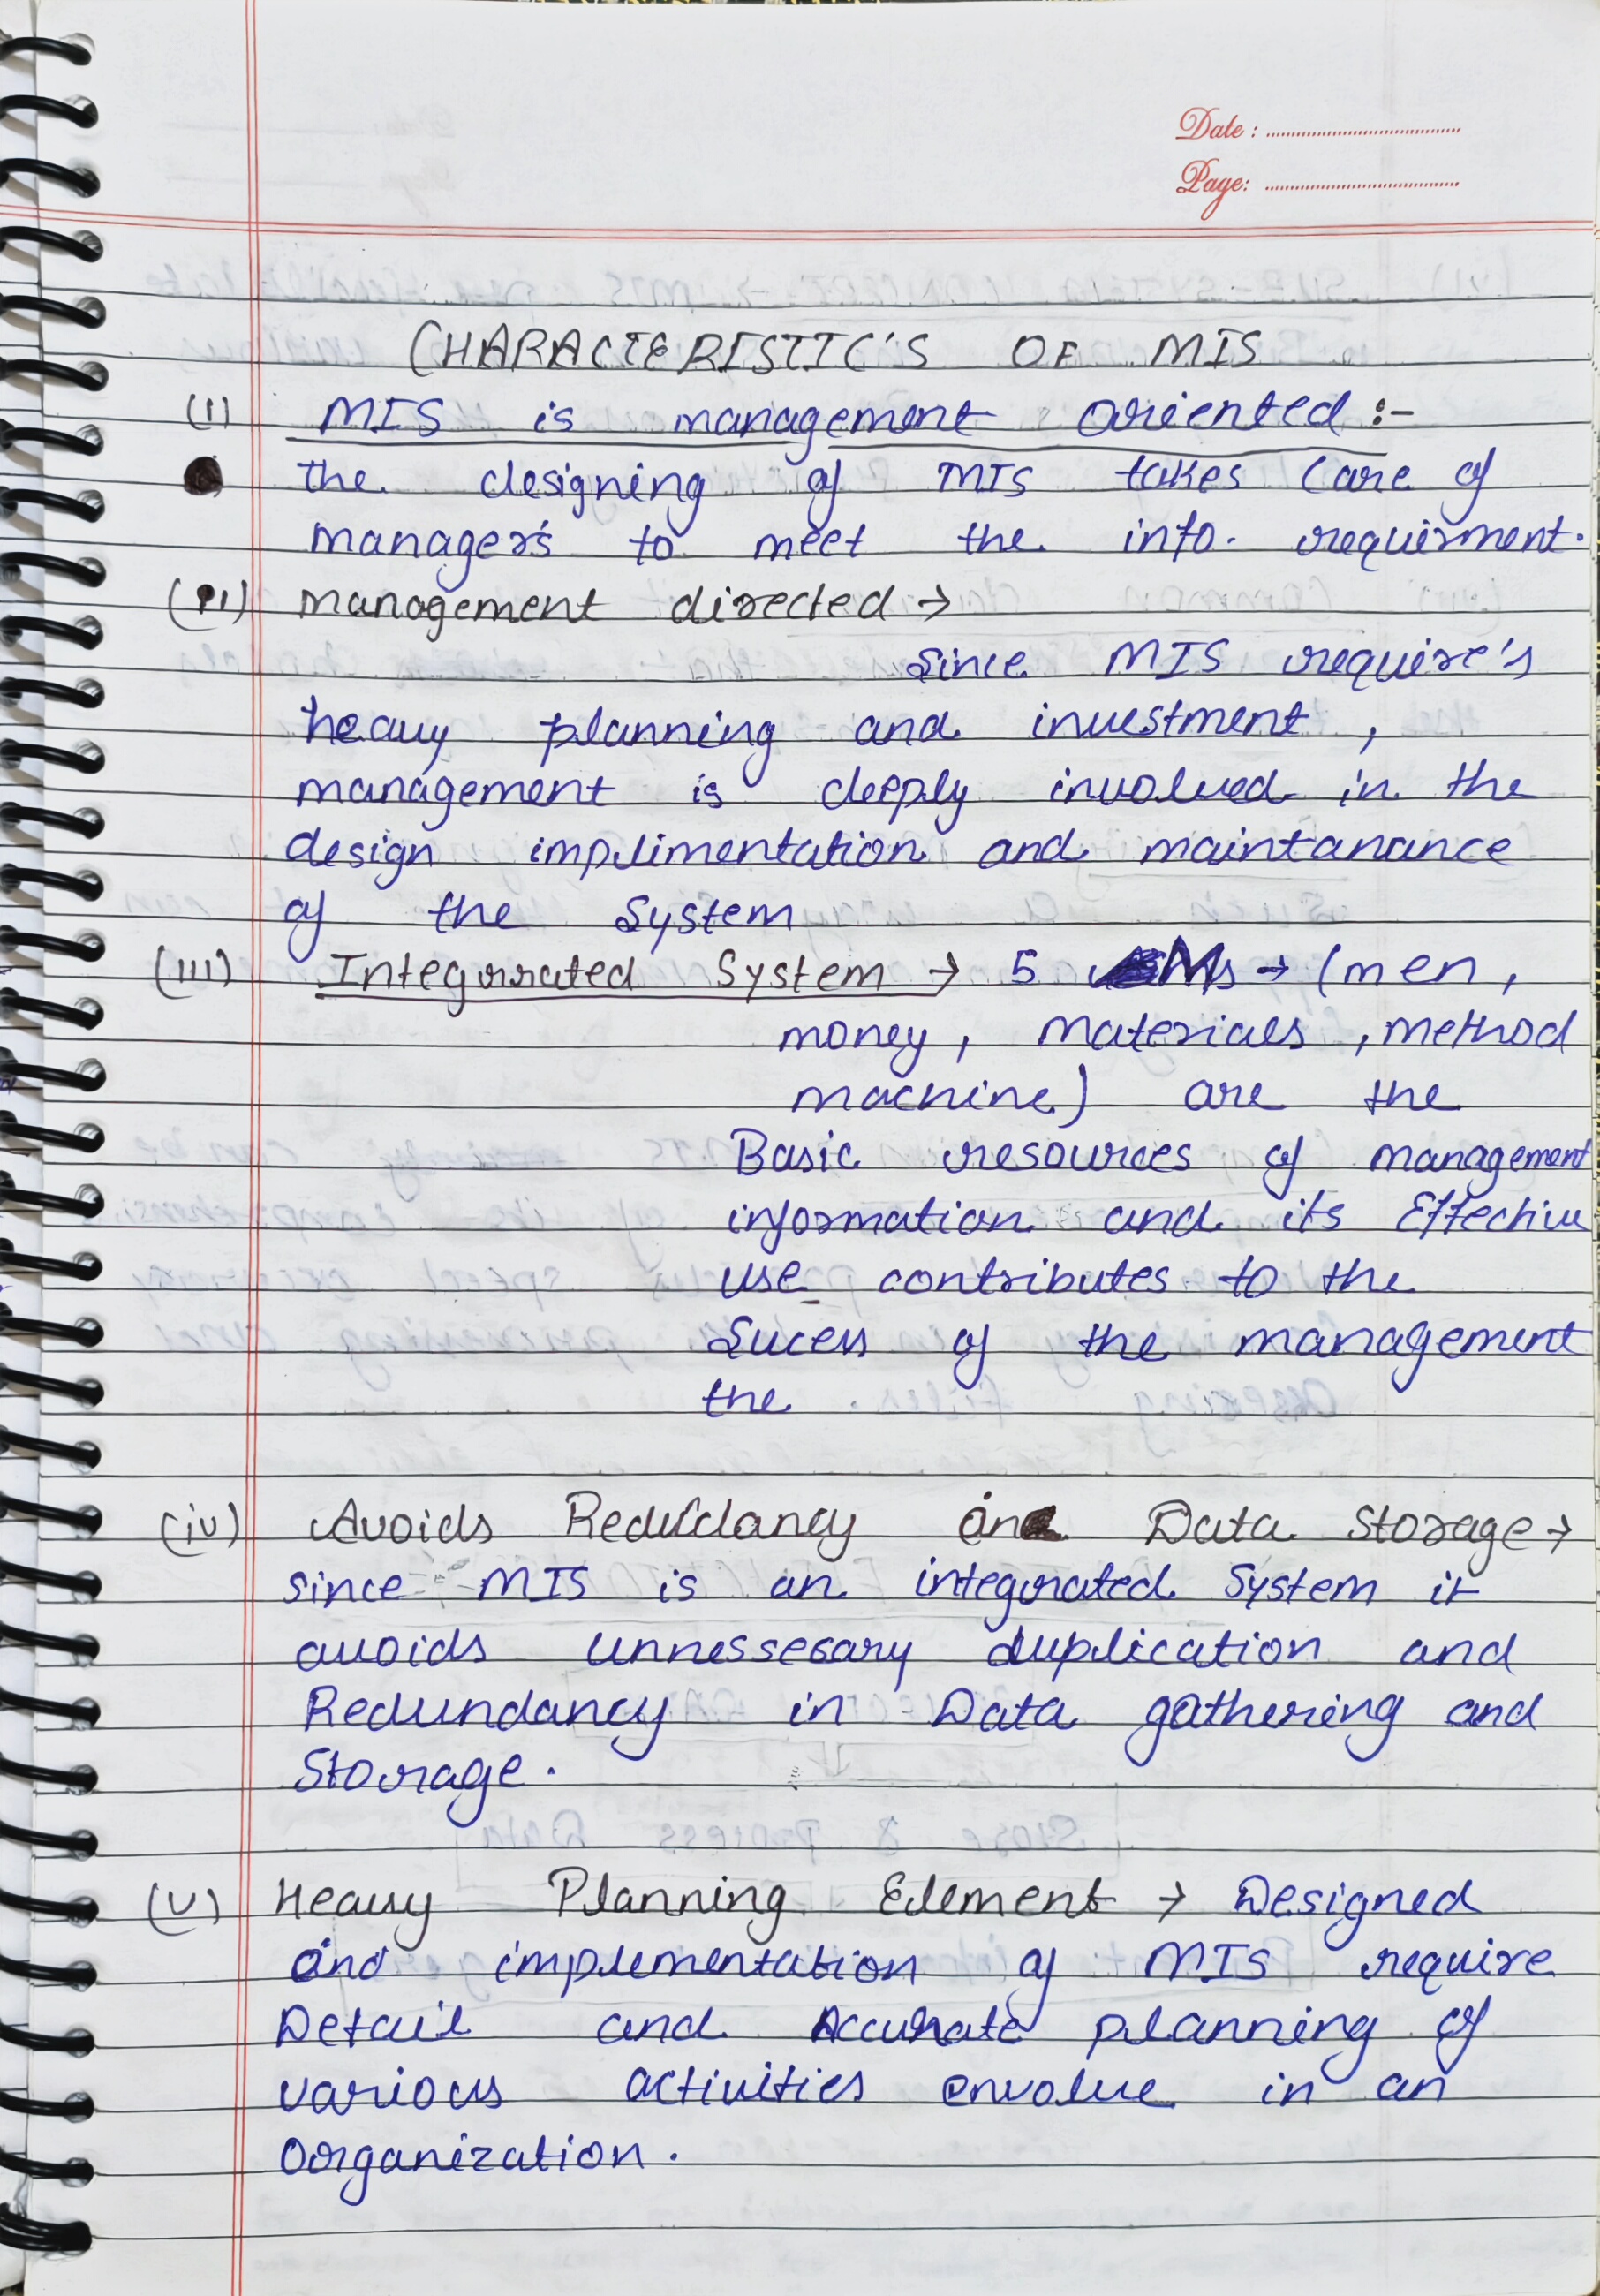 Date : ..........
Page: ..........
CHARACTERISTIC'S OF MIS
(I) MIS is management oriented :-
the designing of MIS takes care of
manager's to meet the info. requirment.
(II) management directed →
since MIS require's
heavy planning and investment ,
management is deeply involved in the
design implimentation and maintanance
of the System
(III) Integrated System → 5 Ms → (men,
money, materials, method
machine) are the
Basic resources of management
information and its Effective
use contributes to the
Sucess of the management
the .
(iv) Avoids Redudancy in Data Storage →
since MIS is an integrated System it
avoids unnessesary duplication and
Redundancy in Data gathering and
Storage.
(V) Heavy Planning Element → Designed
and implementation of MIS require
Detail and Accurate planning of
various activities envolve in an
Organization.